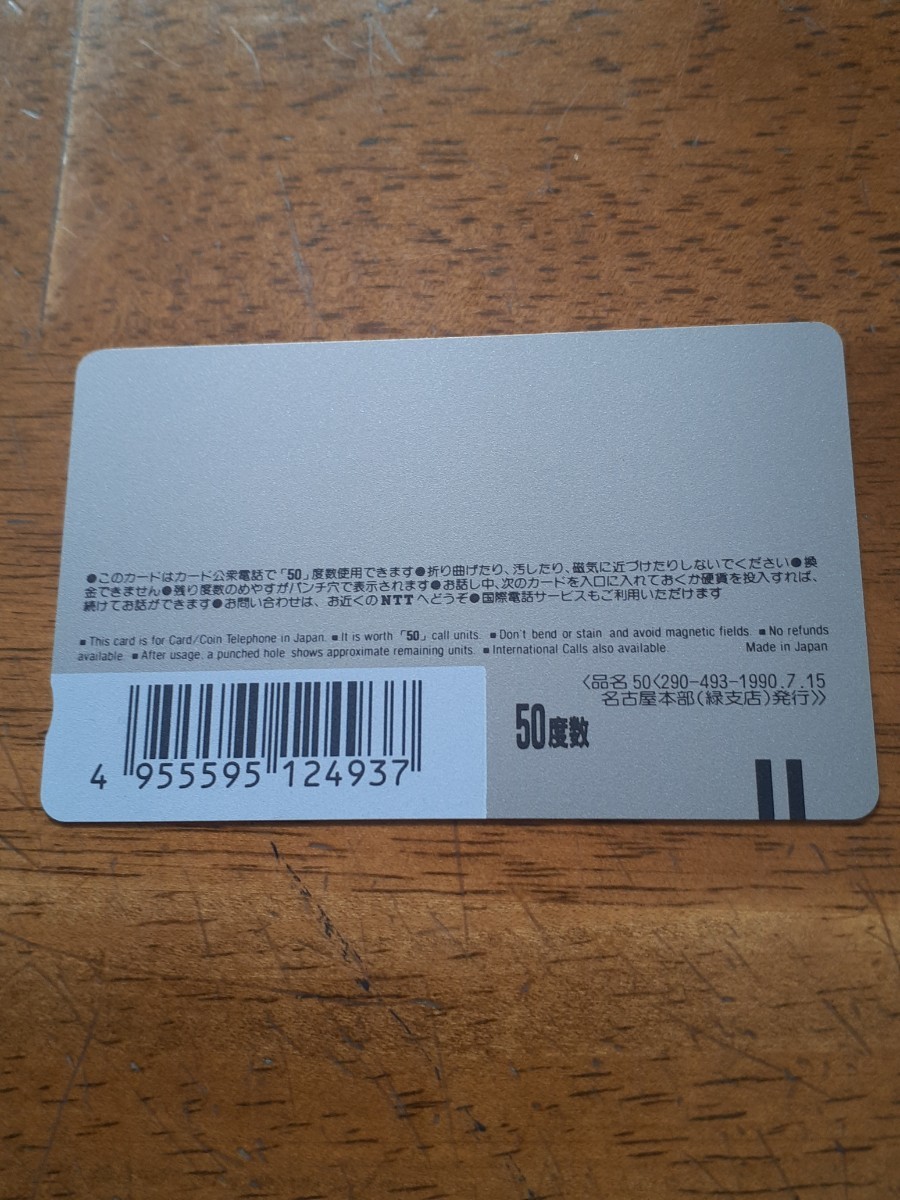 ●このカードはカード公衆電話で「50」度数使用できます●折り曲げたり、汚したり、磁気に近づけたりしないでください●換
金できません●残り度数のめやすがパンチ穴で表示されます●お話し中、次のカードを入口に入れておくか硬貨を投入すれば、
続けてお話ができます●お問い合わせは、お近くのNTTへどうぞ●国際電話サービスもご利用いただけます
■ This card is for Card/Coin Telephone in Japan. ■ It is worth「50」call units. ■ Don't bend or stain and avoid magnetic fields. ■ No refunds
available. ■ After usage, a punched hole shows approximate remaining units. ■ International Calls also available. Made in Japan
〈品名 50〈290-493-1990.7.15
名古屋本部(緑支店)発行〉〉
50度数
4 955595 124937